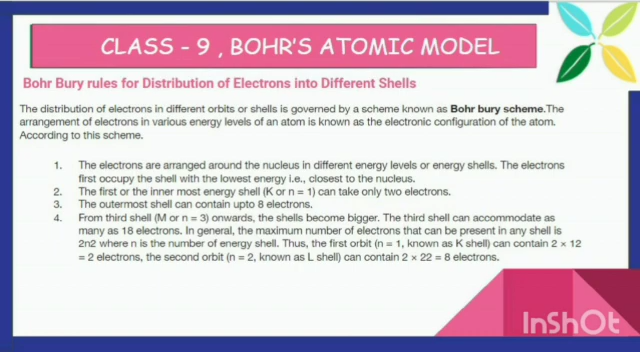 CLASS - 9 , BOHR'S ATOMIC MODEL
Bohr Bury rules for Distribution of Electrons into Different Shells
The distribution of electrons in different orbits or shells is governed by a scheme known as Bohr bury scheme.The
arrangement of electrons in various energy levels of an atom is known as the electronic configuration of the atom.
According to this scheme.
1. The electrons are arranged around the nucleus in different energy levels or energy shells. The electrons
first occupy the shell with the lowest energy i.e., closest to the nucleus.
2. The first or the inner most energy shell (K or n = 1) can take only two electrons.
3. The outermost shell can contain upto 8 electrons.
4. From third shell (M or n = 3) onwards, the shells become bigger. The third shell can accommodate as
many as 18 electrons. In general, the maximum number of electrons that can be present in any shell is
2n2 where n is the number of energy shell. Thus, the first orbit (n = 1, known as K shell) can contain 2 × 12
= 2 electrons, the second orbit (n = 2, known as L shell) can contain 2 × 22 = 8 electrons.
InShOt